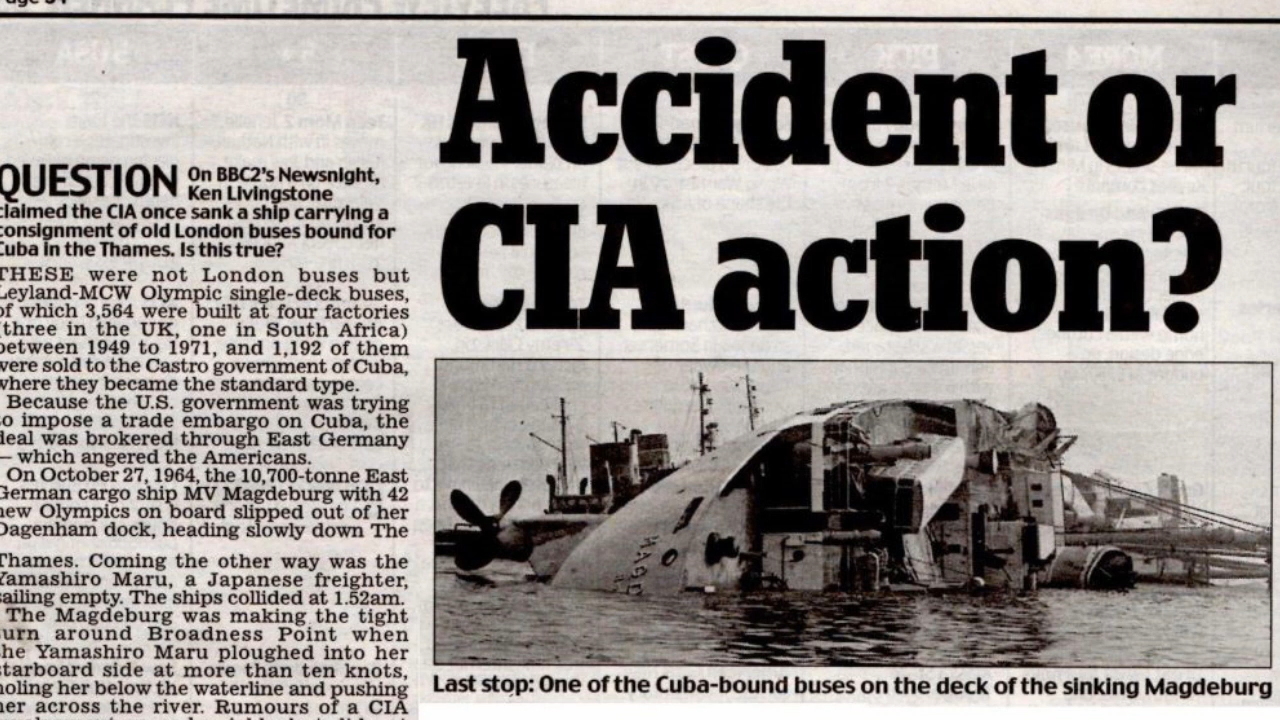 Accident or
CIA action?
QUESTION On BBC2's Newsnight,
Ken Livingstone
claimed the CIA once sank a ship carrying a
consignment of old London buses bound for
Cuba in the Thames. Is this true?
THESE were not London buses but
Leyland-MCW Olympic single-deck buses,
of which 3,564 were built at four factories
(three in the UK, one in South Africa)
between 1949 to 1971, and 1,192 of them
were sold to the Castro government of Cuba,
where they became the standard type.
Because the U.S. government was trying
to impose a trade embargo on Cuba, the
deal was brokered through East Germany
— which angered the Americans.
On October 27, 1964, the 10,700-tonne East
German cargo ship MV Magdeburg with 42
new Olympics on board slipped out of her
Dagenham dock, heading slowly down The
Thames. Coming the other way was the
Yamashiro Maru, a Japanese freighter,
sailing empty. The ships collided at 1.52am.
The Magdeburg was making the tight
turn around Broadness Point when
the Yamashiro Maru ploughed into her
starboard side at more than ten knots,
holing her below the waterline and pushing
her across the river. Rumours of a CIA
Last stop: One of the Cuba-bound buses on the deck of the sinking Magdeburg